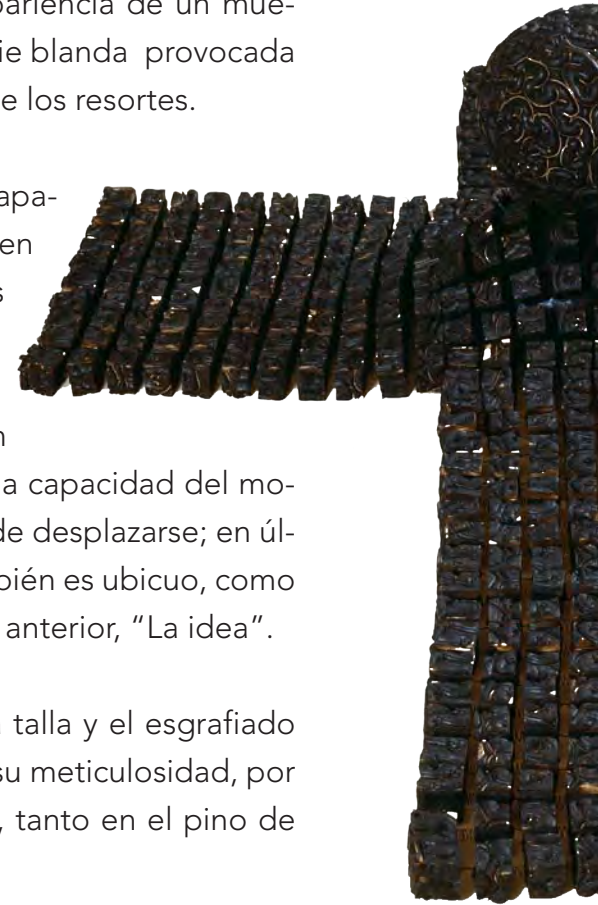 pariencia de un mue-
ie blanda provocada
e los resortes.
apa-
en
s
n
a capacidad del mo-
de desplazarse; en úl-
bién es ubicuo, como
anterior, “La idea”.
talla y el esgrafiado
su meticulosidad, por
, tanto en el pino de